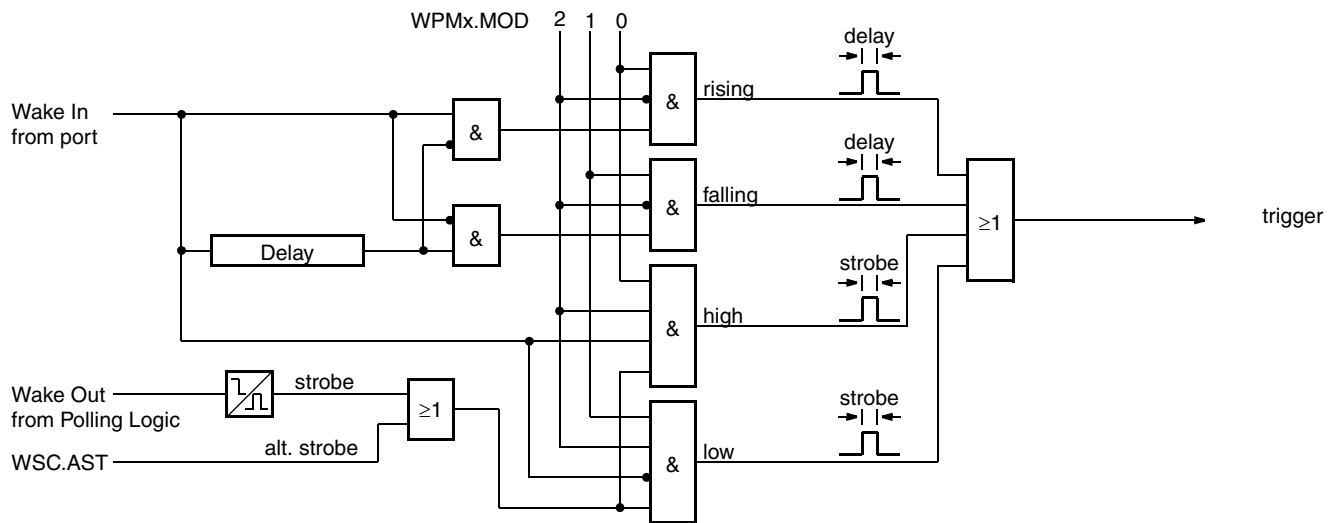 WPMx.MOD 2 1 0
delay
Wake In
from port
&
&
rising
delay
&
falling
&
≥1
trigger
Delay
&
strobe
&
high
Wake Out
from Polling Logic
strobe
≥1
strobe
WSC.AST
alt. strobe
&
low